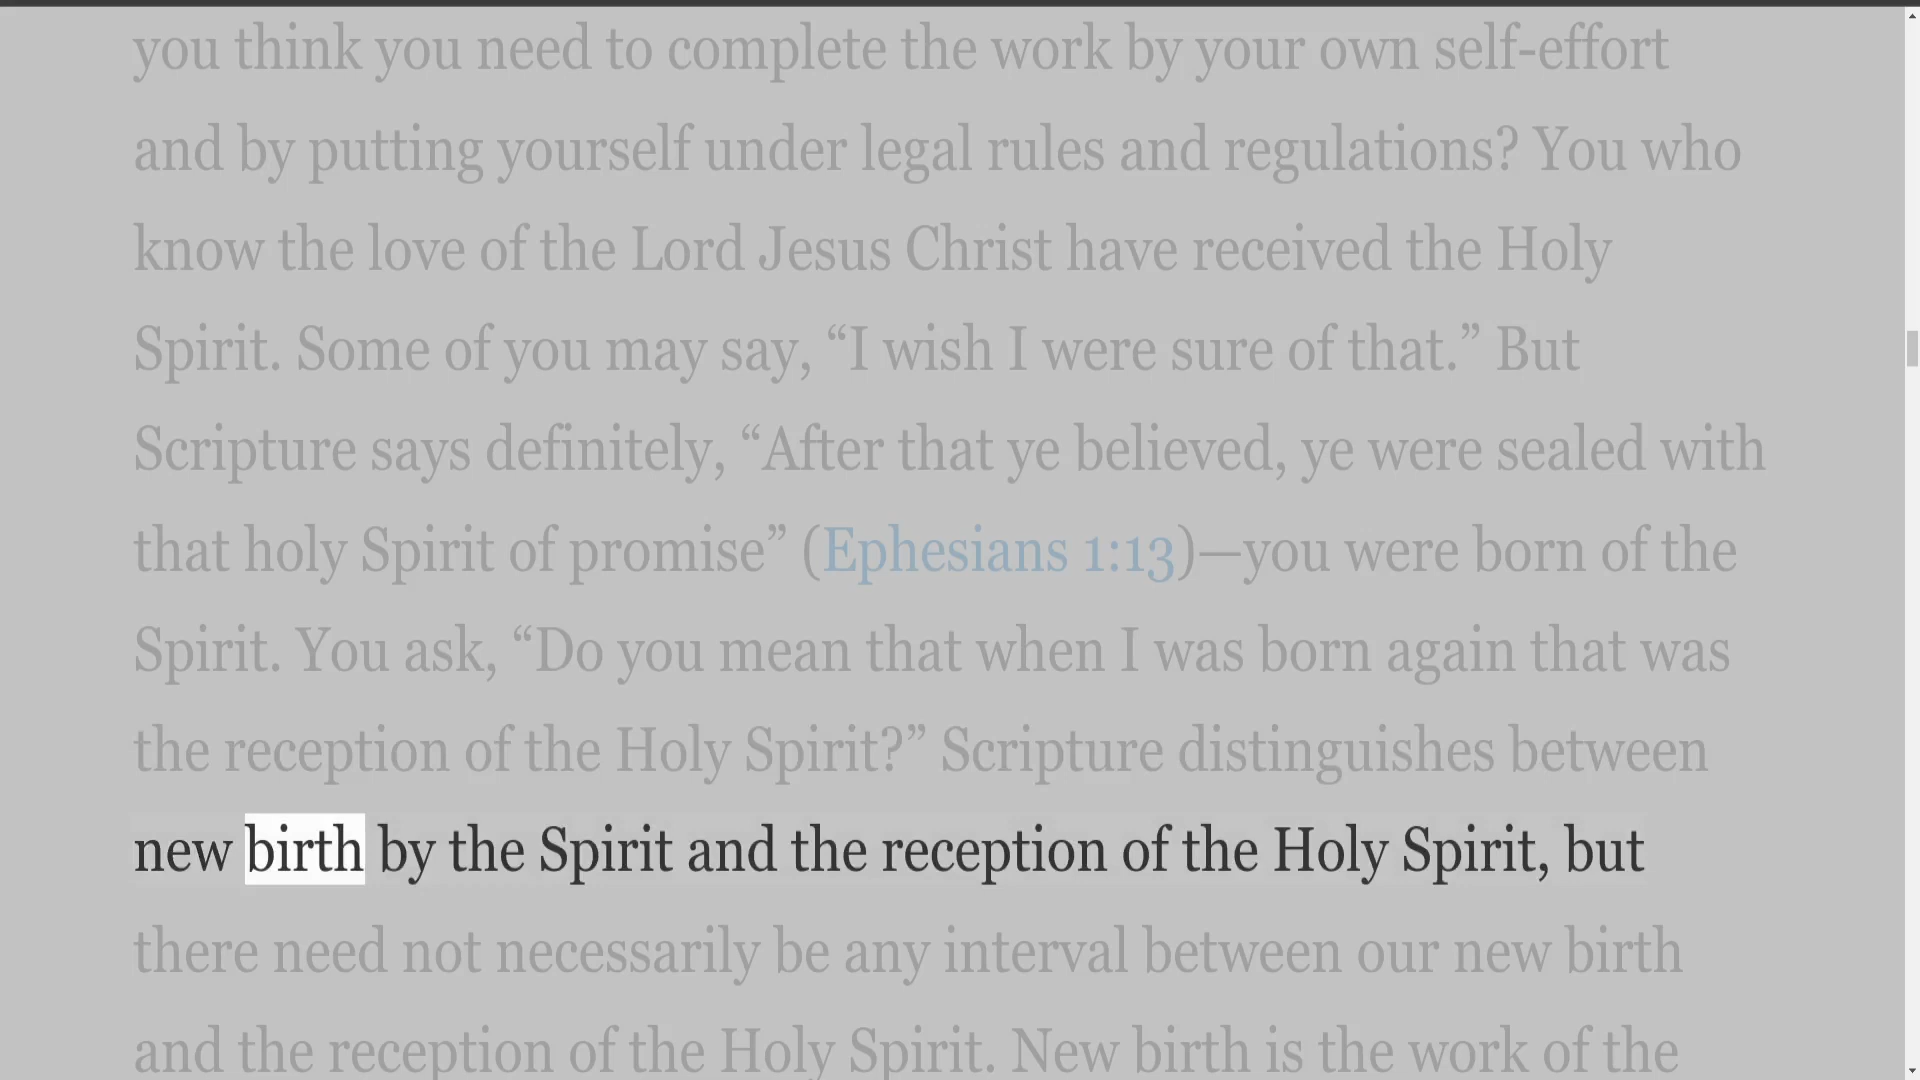 you think you need to complete the work by your own self-effort
and by putting yourself under legal rules and regulations? You who
know the love of the Lord Jesus Christ have received the Holy
Spirit. Some of you may say, “I wish I were sure of that.” But
Scripture says definitely, “After that ye believed, ye were sealed with
that holy Spirit of promise” (Ephesians 1:13)—you were born of the
Spirit. You ask, “Do you mean that when I was born again that was
the reception of the Holy Spirit?” Scripture distinguishes between
new birth by the Spirit and the reception of the Holy Spirit, but
there need not necessarily be any interval between our new birth
and the reception of the Holy Spirit. New birth is the work of the